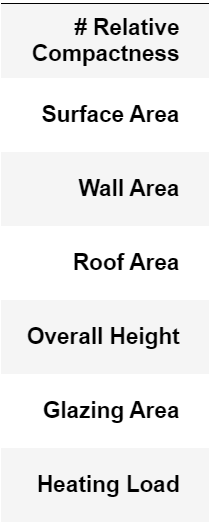 # Relative
Compactness
Surface Area
Wall Area
Roof Area
Overall Height
Glazing Area
Heating Load